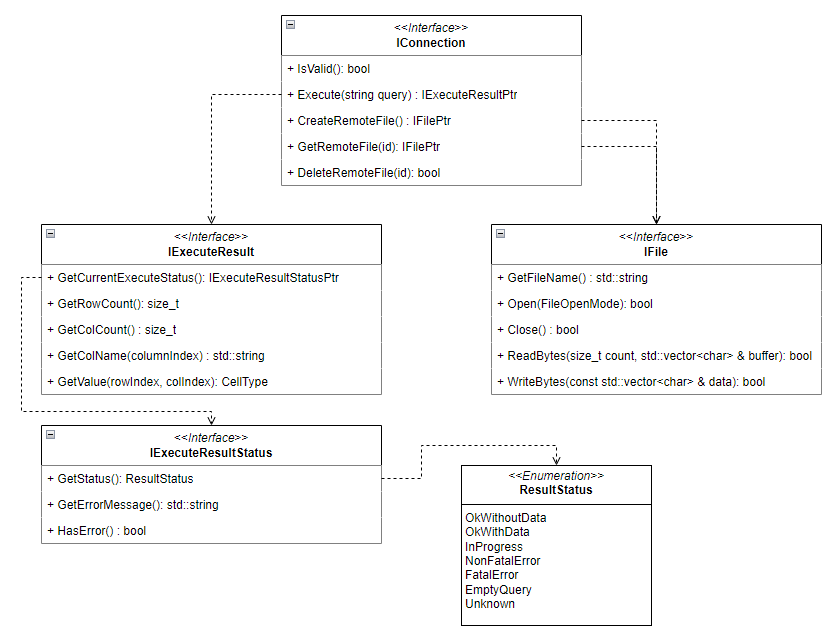 <<Interface>>
IConnection
+ IsValid(): bool
+ Execute(string query) : IExecuteResultPtr
+ CreateRemoteFile() : IFilePtr
+ GetRemoteFile(id): IFilePtr
+ DeleteRemoteFile(id): bool
<<Interface>>
IExecuteResult
+ GetCurrentExecuteStatus(): IExecuteResultStatusPtr
+ GetRowCount(): size_t
+ GetColCount() : size_t
+ GetColName(columnIndex) : std::string
+ GetValue(rowIndex, colIndex): CellType
<<Interface>>
IFile
+ GetFileName() : std::string
+ Open(FileOpenMode): bool
+ Close() : bool
+ ReadBytes(size_t count, std::vector<char> & buffer): bool
+ WriteBytes(const std::vector<char> & data): bool
<<Interface>>
IExecuteResultStatus
+ GetStatus(): ResultStatus
+ GetErrorMessage(): std::string
+ HasError() : bool
<<Enumeration>>
ResultStatus
OkWithoutData
OkWithData
InProgress
NonFatalError
FatalError
EmptyQuery
Unknown